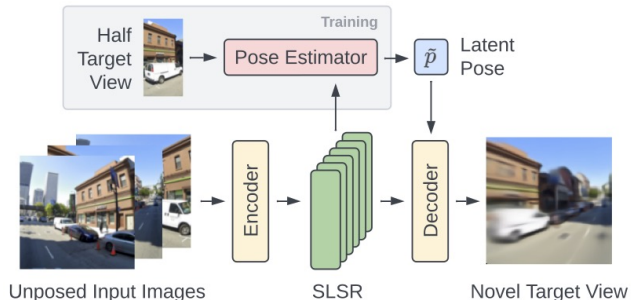 Training
Half
Target
View
Pose Estimator
p̃
Latent
Pose
Encoder
Decoder
Unposed Input Images
SLSR
Novel Target View